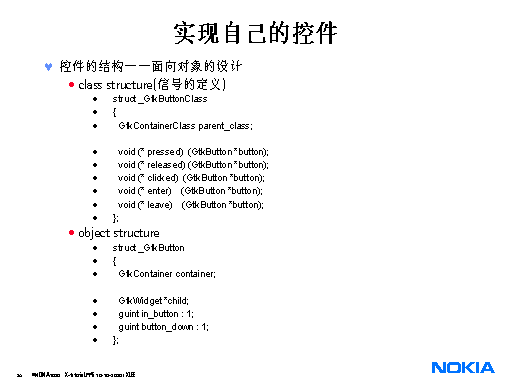 实现自己的控件
控件的结构——面向对象的设计
class structure(信号的定义)
struct _GtkButtonClass
{
GtkContainerClass parent_class;
void (* pressed) (GtkButton *button);
void (* released) (GtkButton *button);
void (* clicked) (GtkButton *button);
void (* enter) (GtkButton *button);
void (* leave) (GtkButton *button);
};
object structure
struct _GtkButton
{
GtkContainer container;
GtkWidget *child;
guint in_button : 1;
guint button_down : 1;
};
NOKIA